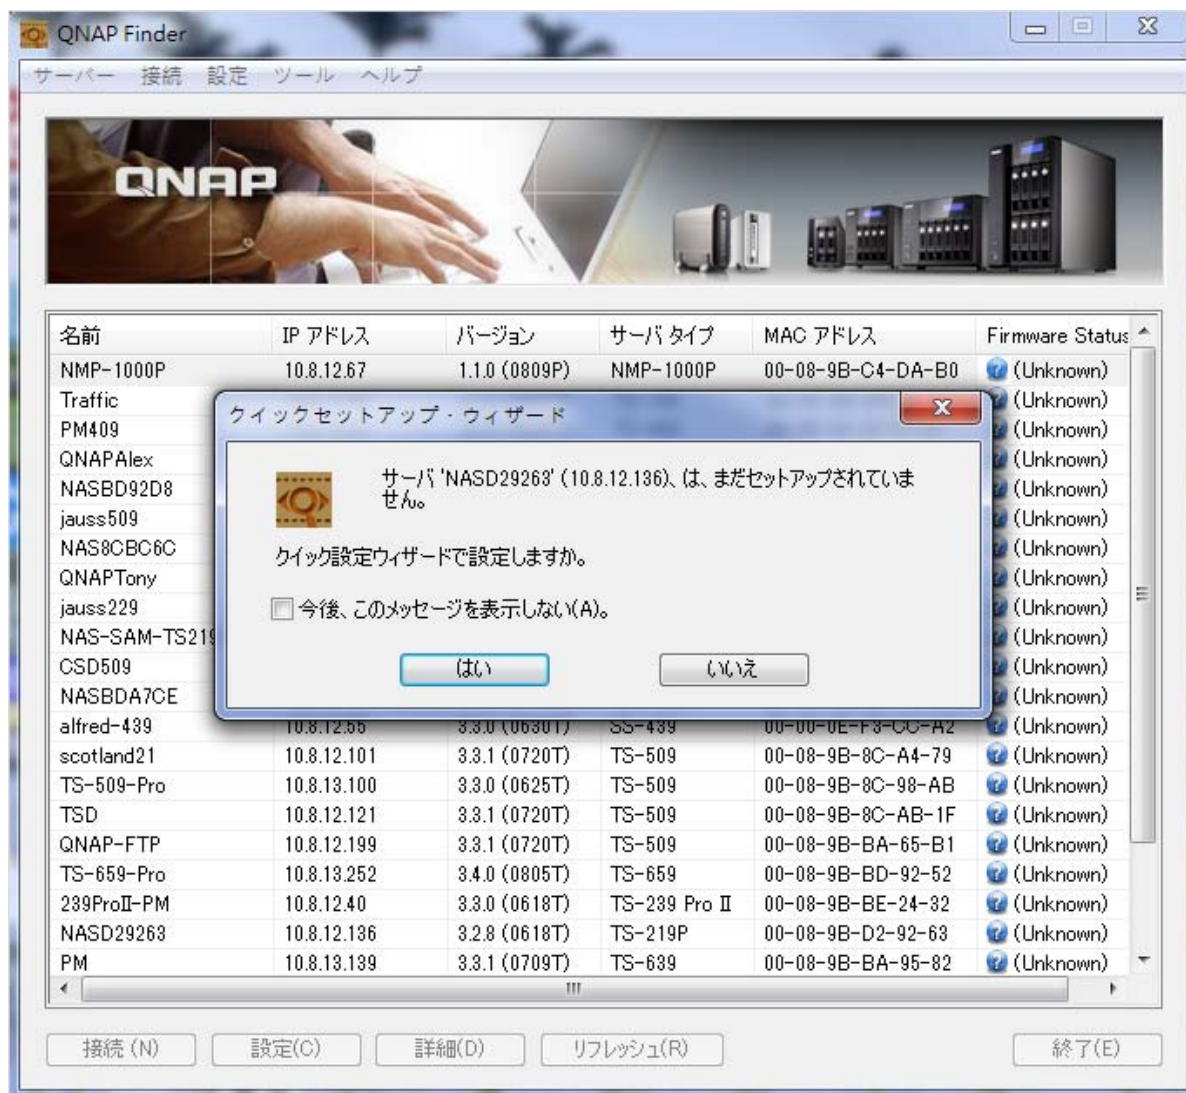 QNAP Finder
サーバー 接続 設定 ツール ヘルプ
QNAP
名前 IP アドレス バージョン サーバ タイプ MAC アドレス Firmware Status
NMP-1000P 10.8.12.67 1.1.0 (0809P) NMP-1000P 00-08-9B-C4-DA-B0 (Unknown)
Traffic (Unknown)
PM409 (Unknown)
QNAPAlex (Unknown)
NASBD92D8 (Unknown)
jauss509 (Unknown)
NAS8CBC6C (Unknown)
QNAPTony (Unknown)
jauss229 (Unknown)
NAS-SAM-TS219 (Unknown)
CSD509 (Unknown)
NASBDA7CE (Unknown)
クイックセットアップ・ウィザード
サーバ 'NASD29263' (10.8.12.136)、は、まだセットアップされていま
せん。
クイック設定ウィザードで設定しますか。
今後、このメッセージを表示しない(A)。
はい いいえ
alfred-439 10.8.12.55 3.3.0 (0630T) SS-439 00-00-0E-F3-CC-A2 (Unknown)
scotland21 10.8.12.101 3.3.1 (0720T) TS-509 00-08-9B-8C-A4-79 (Unknown)
TS-509-Pro 10.8.13.100 3.3.0 (0625T) TS-509 00-08-9B-8C-98-AB (Unknown)
TSD 10.8.12.121 3.3.1 (0720T) TS-509 00-08-9B-8C-AB-1F (Unknown)
QNAP-FTP 10.8.12.199 3.3.1 (0720T) TS-509 00-08-9B-BA-65-B1 (Unknown)
TS-659-Pro 10.8.13.252 3.4.0 (0805T) TS-659 00-08-9B-BD-92-52 (Unknown)
239ProⅡ-PM 10.8.12.40 3.3.0 (0618T) TS-239 Pro Ⅱ 00-08-9B-BE-24-32 (Unknown)
NASD29263 10.8.12.136 3.2.8 (0618T) TS-219P 00-08-9B-D2-92-63 (Unknown)
PM 10.8.13.139 3.3.1 (0709T) TS-639 00-08-9B-BA-95-82 (Unknown)
接続 (N) 設定(C) 詳細(D) リフレッシュ(R) 終了(E)